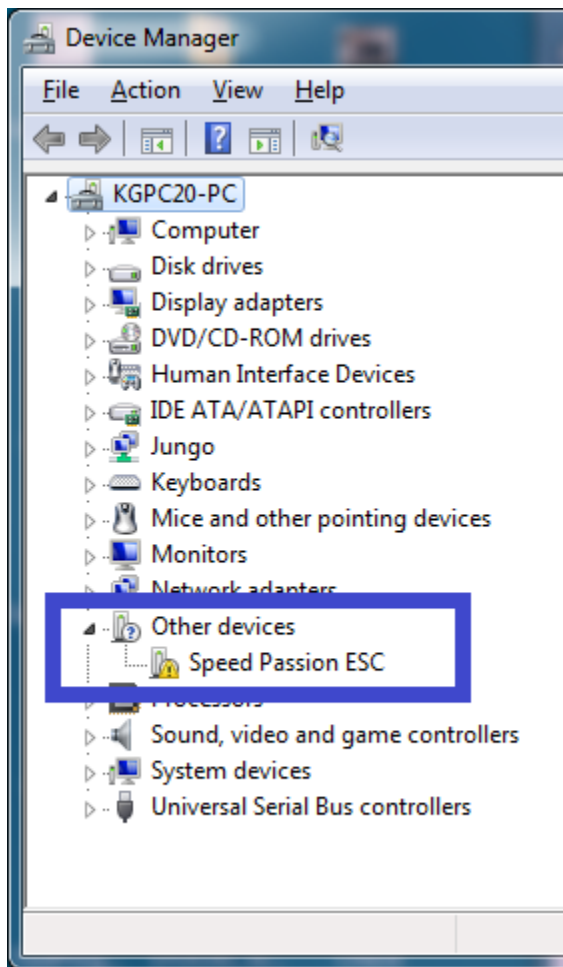 Device Manager
File Action View Help
KGPC20-PC
Computer
Disk drives
Display adapters
DVD/CD-ROM drives
Human Interface Devices
IDE ATA/ATAPI controllers
Jungo
Keyboards
Mice and other pointing devices
Monitors
Network adapters
Other devices
Speed Passion ESC
Processors
Sound, video and game controllers
System devices
Universal Serial Bus controllers